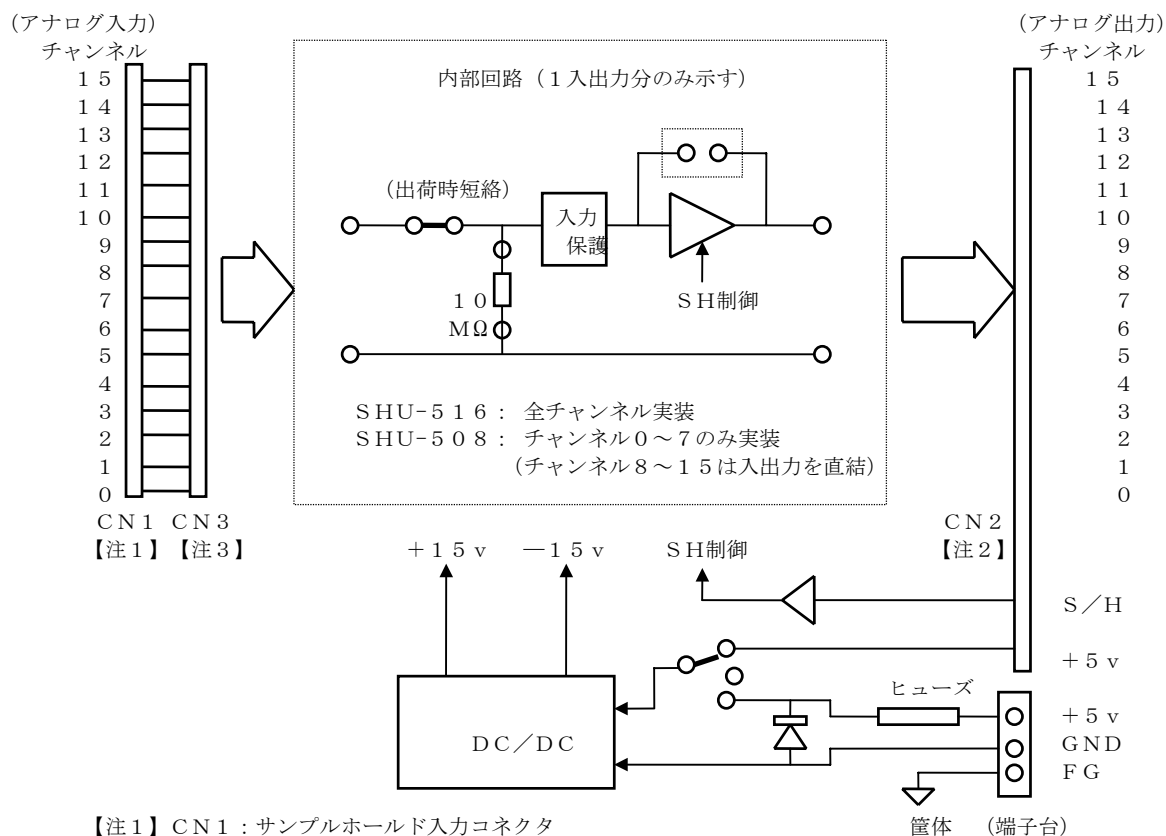 (アナログ入力)
チャンネル
15
14
13
12
11
10
9
8
7
6
5
4
3
2
1
0
CN1 CN3
【注1】【注3】
内部回路(1入出力分のみ示す)
(出荷時短絡)
入力
保護
10
MΩ
SH制御
SHU-516: 全チャンネル実装
SHU-508: チャンネル0~7のみ実装
(チャンネル8~15は入出力を直結)
(アナログ出力)
チャンネル
15
14
13
12
11
10
9
8
7
6
5
4
3
2
1
0
CN2
【注2】
+15v ―15v SH制御
S/H
+5v
ヒューズ
+5v
DC/DC
GND
FG
筐体 (端子台)
【注1】CN1:サンプルホールド入力コネクタ